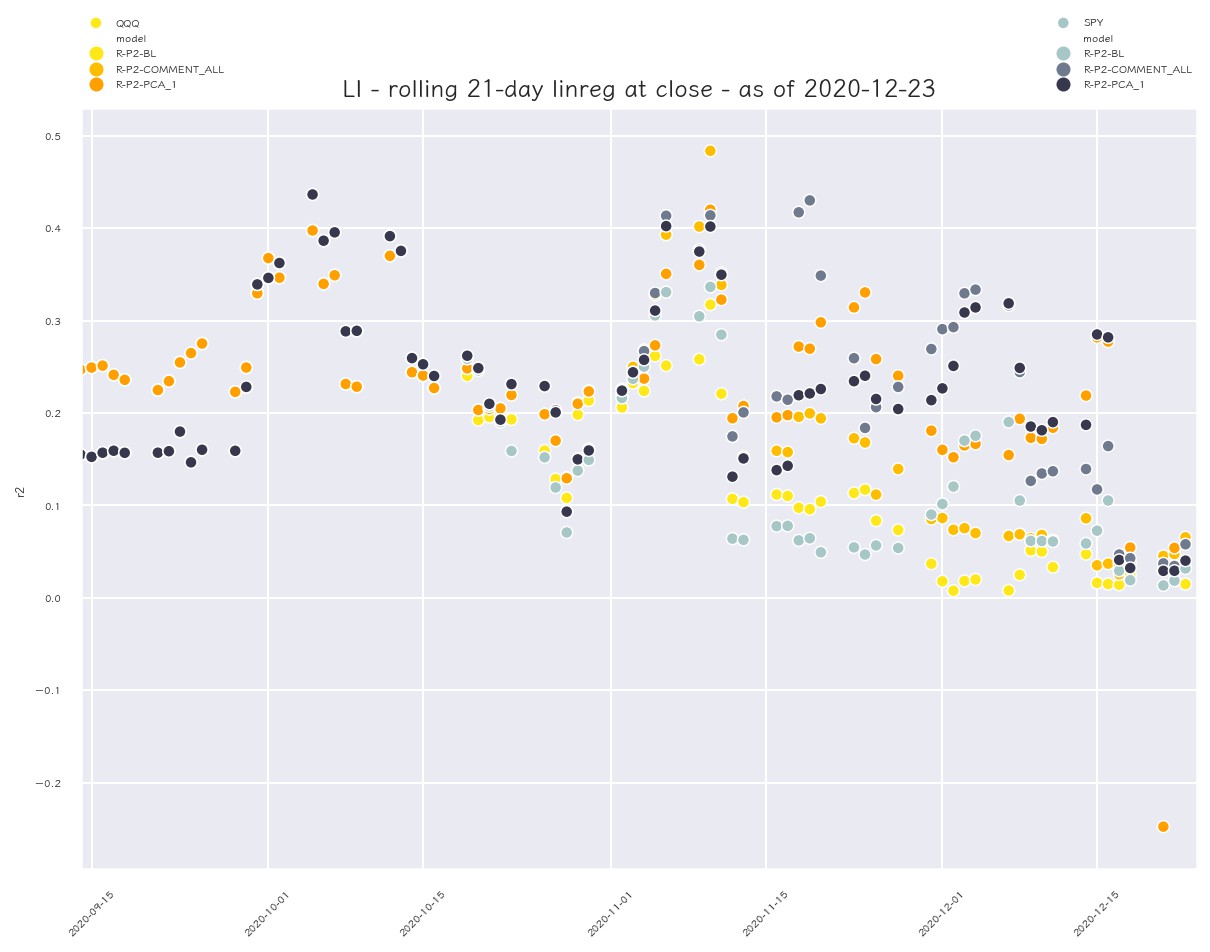 QQQ
model
R-P2-BL
R-P2-COMMENT_ALL
R-P2-PCA_1
SPY
model
R-P2-BL
R-P2-COMMENT_ALL
R-P2-PCA_1
LI - rolling 21-day linreg at close - as of 2020-12-23
0.5
0.4
0.3
0.2
0.1
0.0
−0.1
−0.2
r2
2020-09-15
2020-10-01
2020-10-15
2020-11-01
2020-11-15
2020-12-01
2020-12-15